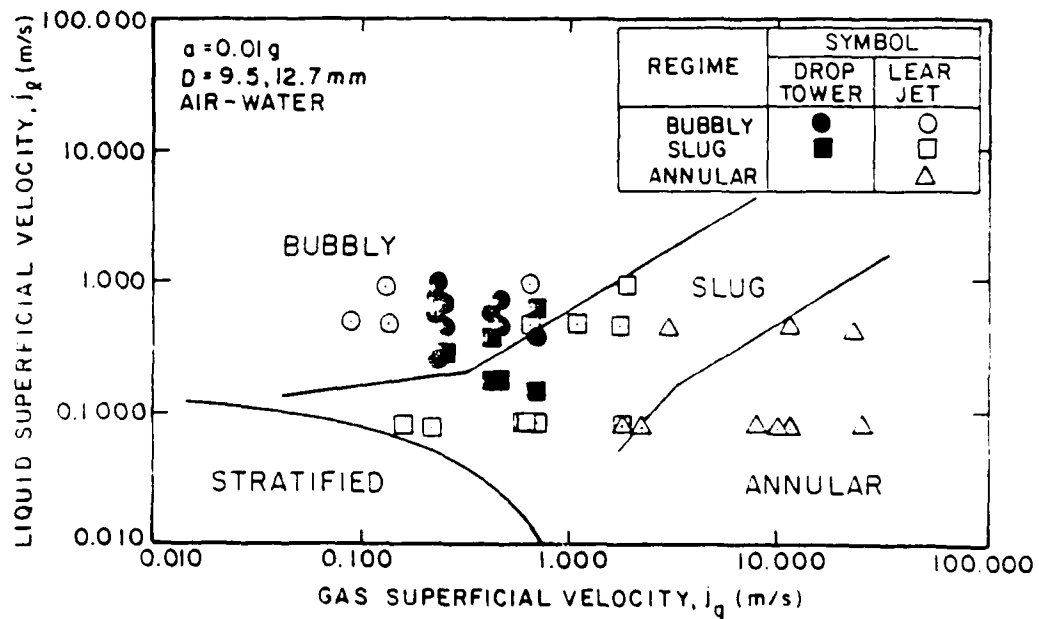 LIQUID SUPERFICIAL VELOCITY, jℓ (m/s)
100.000
10.000
1.000
0.1000
0.010
a = 0.01 g
D = 9.5, 12.7 mm
AIR-WATER
REGIME
SYMBOL
DROP TOWER
LEAR JET
BUBBLY
SLUG
ANNULAR
BUBBLY
SLUG
STRATIFIED
ANNULAR
0.010
0.100
1.000
10.000
100.000
GAS SUPERFICIAL VELOCITY, jg (m/s)